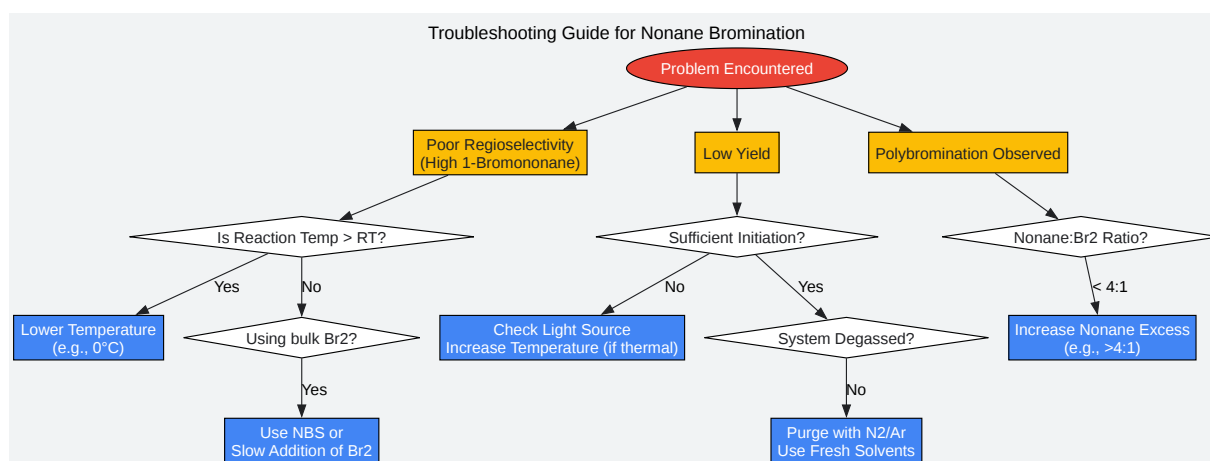 Troubleshooting Guide for Nonane Bromination
Problem Encountered
Poor Regioselectivity
(High 1-Bromononane)
Low Yield
Polybromination Observed
Is Reaction Temp > RT?
Sufficient Initiation?
Nonane:Br2 Ratio?
Yes
No
No
Yes
< 4:1
Lower Temperature
(e.g., 0°C)
Using bulk Br2?
Check Light Source
Increase Temperature (if thermal)
System Degassed?
Increase Nonane Excess
(e.g., >4:1)
Yes
No
Use NBS or
Slow Addition of Br2
Purge with N2/Ar
Use Fresh Solvents